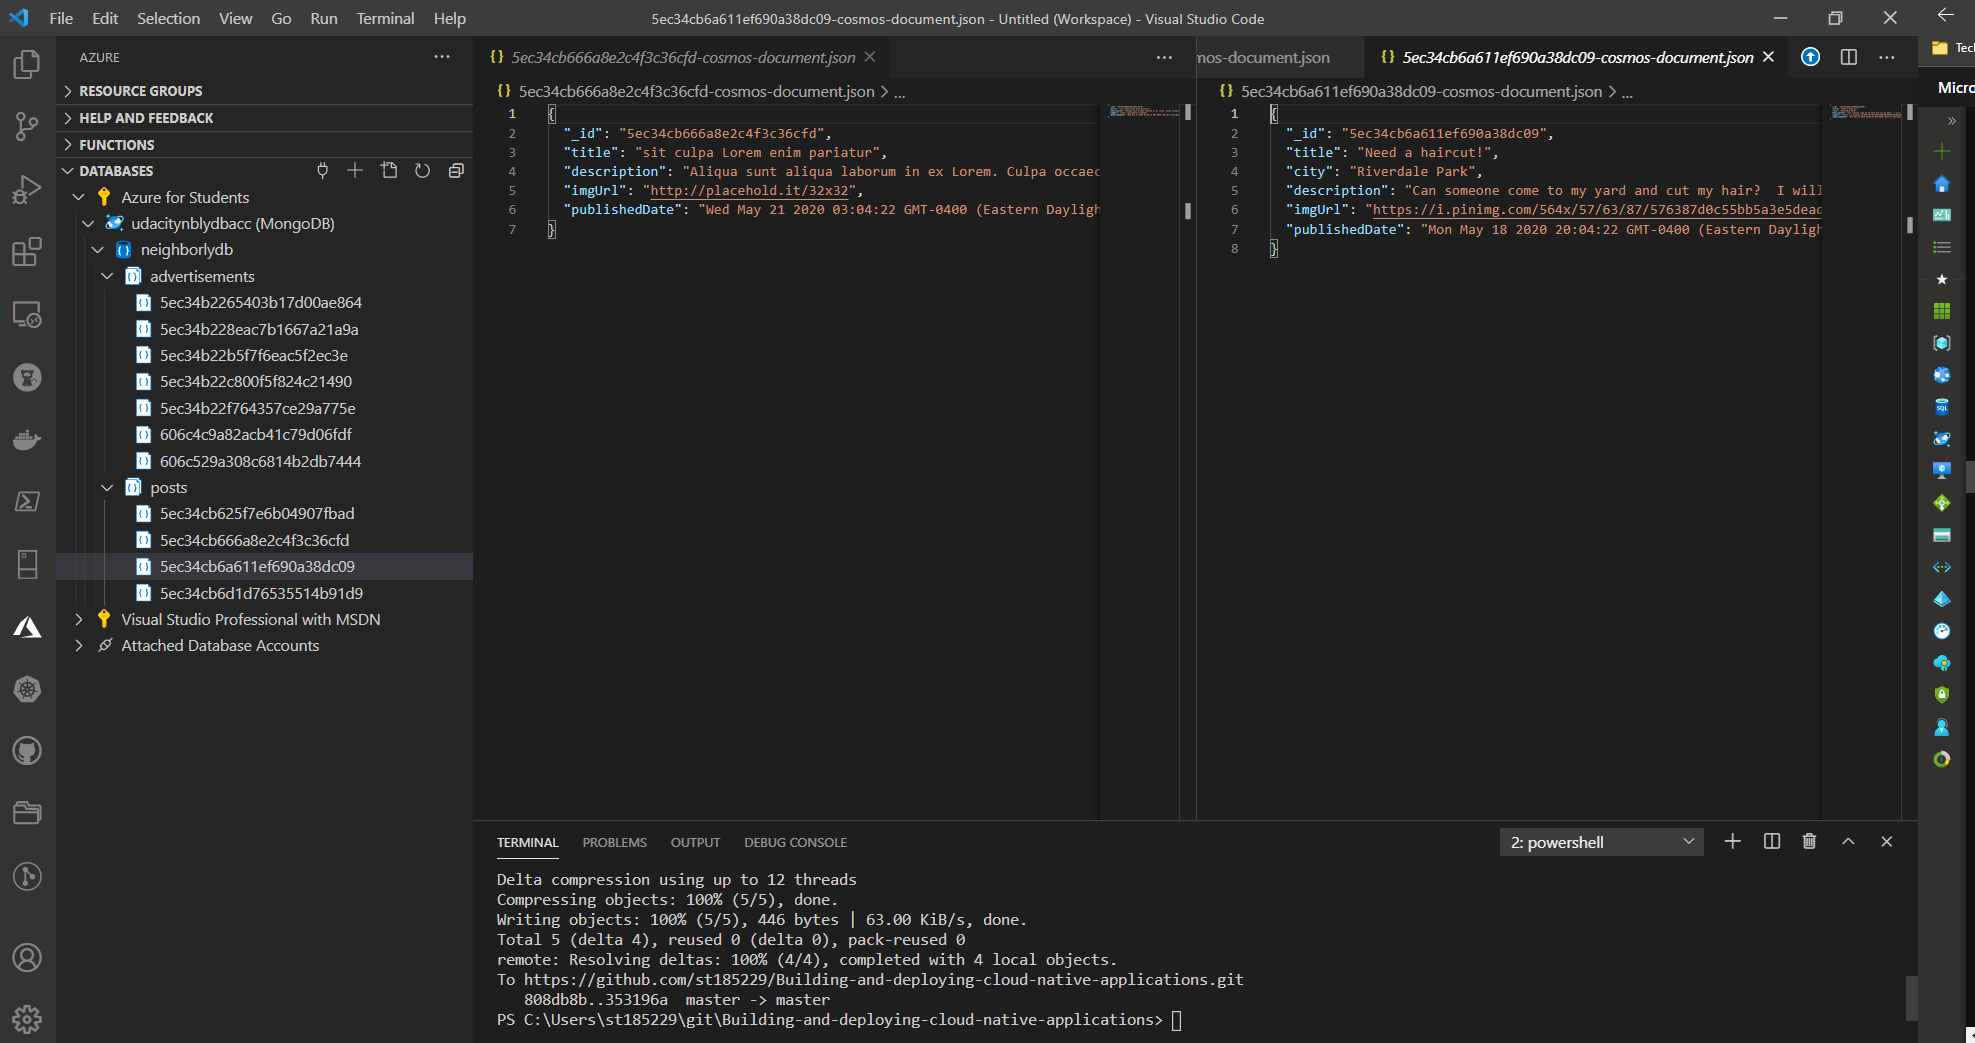 File Edit Selection View Go Run Terminal Help
5ec34cb6a611ef690a38dc09-cosmos-document.json - Untitled (Workspace) - Visual Studio Code
AZURE
RESOURCE GROUPS
HELP AND FEEDBACK
FUNCTIONS
DATABASES
Azure for Students
udacitynblydbacc (MongoDB)
neighborlydb
advertisements
5ec34b2265403b17d00ae864
5ec34b228eac7b1667a21a9a
5ec34b22b5f7f6eac5f2ec3e
5ec34b22c800f5f824c21490
5ec34b22f764357ce29a775e
606c4c9a82acb41c79d06fdf
606c529a308c6814b2db7444
posts
5ec34cb625f7e6b04907fbad
5ec34cb666a8e2c4f3c36cfd
5ec34cb6a611ef690a38dc09
5ec34cb6d1d76535514b91d9
Visual Studio Professional with MSDN
Attached Database Accounts
{} 5ec34cb666a8e2c4f3c36cfd-cosmos-document.json
{} 5ec34cb666a8e2c4f3c36cfd-cosmos-document.json > ...
1 {
2 "_id": "5ec34cb666a8e2c4f3c36cfd",
3 "title": "sit culpa Lorem enim pariatur",
4 "description": "Aliqua sunt aliqua laborum in ex Lorem. Culpa occaec
5 "imgUrl": "http://placehold.it/32x32",
6 "publishedDate": "Wed May 21 2020 03:04:22 GMT-0400 (Eastern Dayligh
7 }
mos-document.json
{} 5ec34cb6a611ef690a38dc09-cosmos-document.json
{} 5ec34cb6a611ef690a38dc09-cosmos-document.json > ...
1 {
2 "_id": "5ec34cb6a611ef690a38dc09",
3 "title": "Need a haircut!",
4 "city": "Riverdale Park",
5 "description": "Can someone come to my yard and cut my hair?  I will
6 "imgUrl": "https://i.pinimg.com/564x/57/63/87/576387d0c55bb5a3e5deac
7 "publishedDate": "Mon May 18 2020 20:04:22 GMT-0400 (Eastern Dayligh
8 }
Tec
Micro
SQL
TERMINAL PROBLEMS OUTPUT DEBUG CONSOLE
2: powershell
Delta compression using up to 12 threads
Compressing objects: 100% (5/5), done.
Writing objects: 100% (5/5), 446 bytes | 63.00 KiB/s, done.
Total 5 (delta 4), reused 0 (delta 0), pack-reused 0
remote: Resolving deltas: 100% (4/4), completed with 4 local objects.
To https://github.com/st185229/Building-and-deploying-cloud-native-applications.git
808db8b..353196a  master -> master
PS C:\Users\st185229\git\Building-and-deploying-cloud-native-applications>